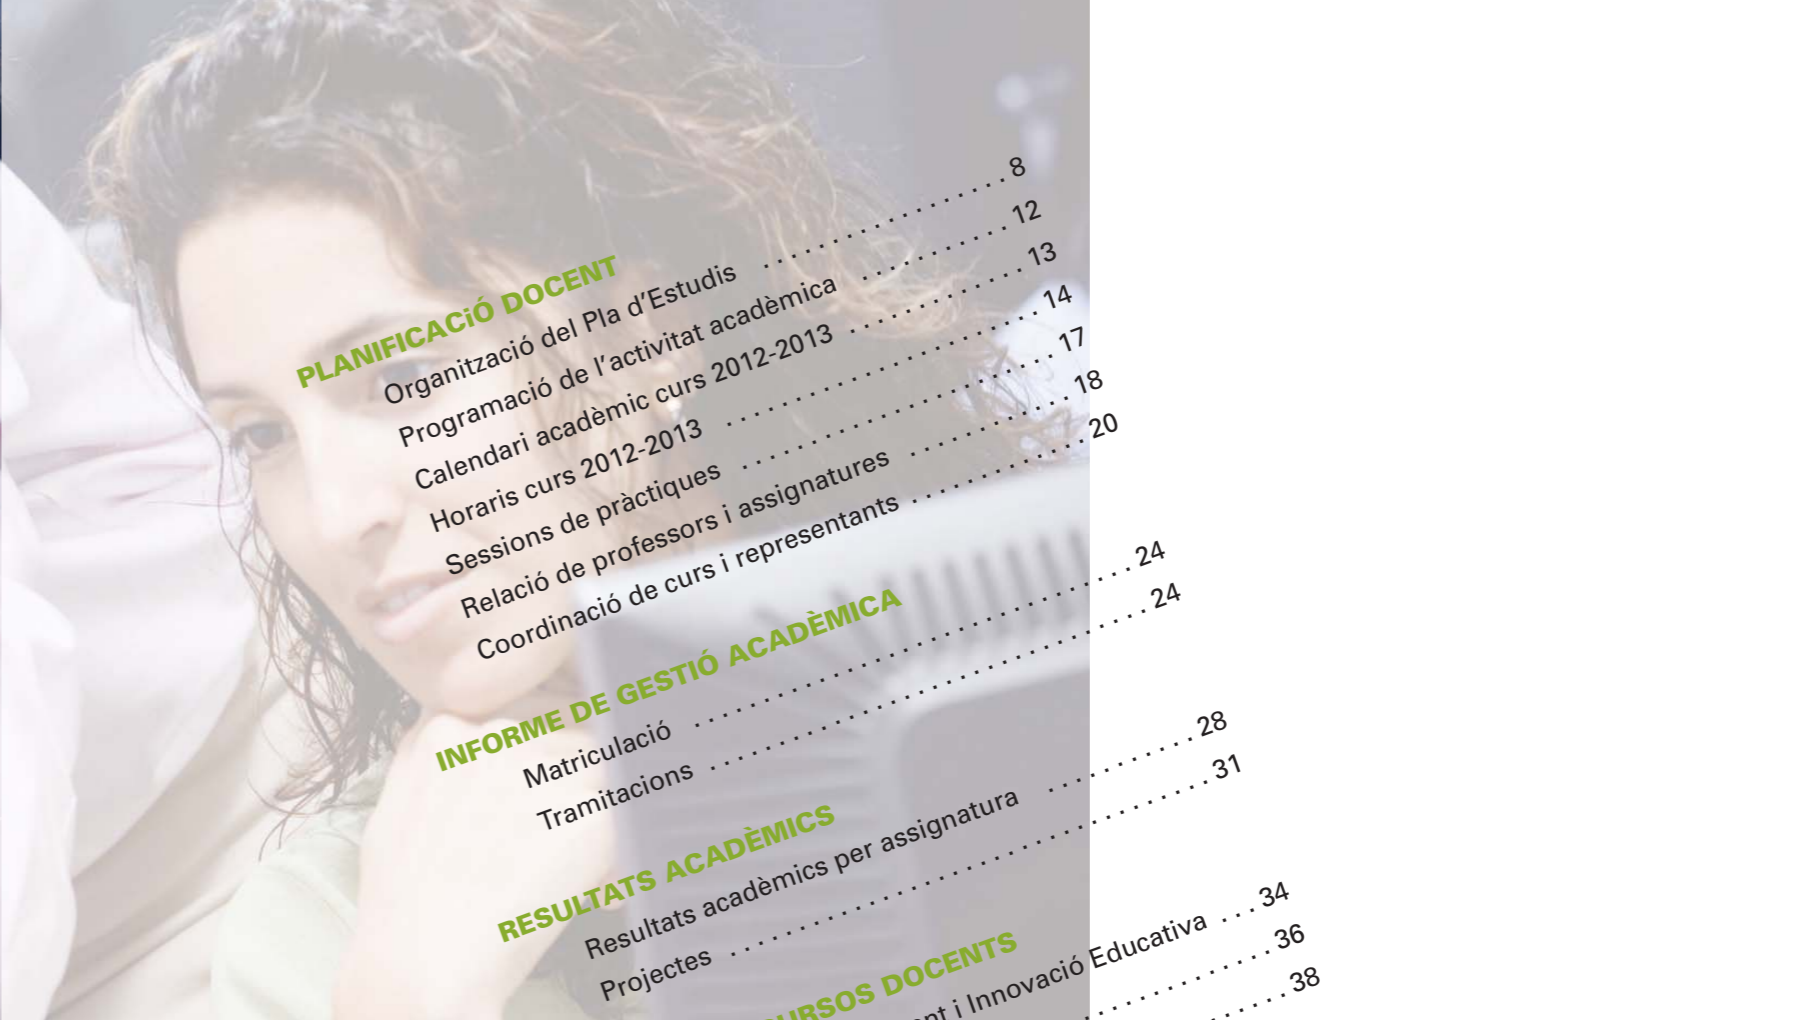 PLANIFICACiÓ DOCENT
Organització del Pla d'Estudis . . . . . . . . . . . . . . . . . . 8
Programació de l'activitat acadèmica . . . . . . . . . . . 12
Calendari acadèmic curs 2012-2013 . . . . . . . . . . . . . 13
Horaris curs 2012-2013 . . . . . . . . . . . . . . . . . . . . . . . 14
Sessions de pràctiques . . . . . . . . . . . . . . . . . . . . . . . 17
Relació de professors i assignatures . . . . . . . . . . . . 18
Coordinació de curs i representants . . . . . . . . . . . . . 20
INFORME DE GESTIÓ ACADÈMICA
Matriculació . . . . . . . . . . . . . . . . . . . . . . . . . . . . . . . . 24
Tramitacions . . . . . . . . . . . . . . . . . . . . . . . . . . . . . . . . 24
RESULTATS ACADÈMICS
Resultats acadèmics per assignatura . . . . . . . . . . . 28
Projectes . . . . . . . . . . . . . . . . . . . . . . . . . . . . . . . . . . . 31
URSOS DOCENTS
nt i Innovació Educativa . . . 34
. . . . . . . . . . . . . . 36
. . . . . . 38